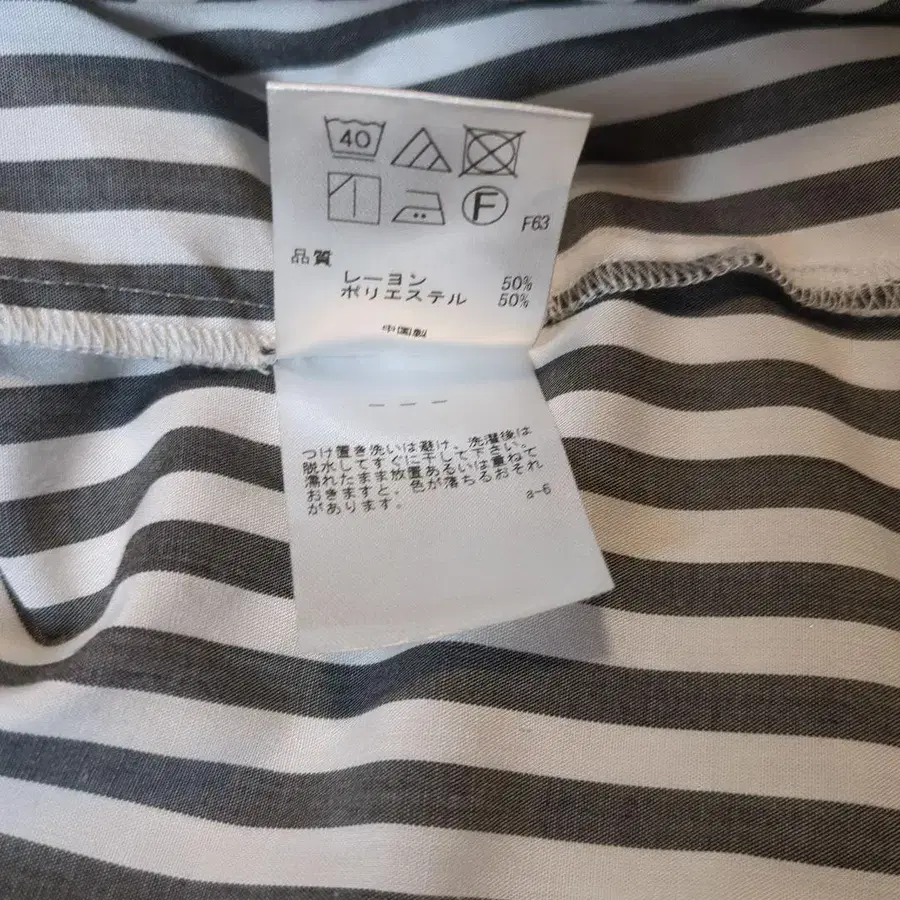 40
F
F63
品質
レーヨン 50%
ポリエステル 50%
中国製
つけ置き洗いは避け、洗濯後は
脱水してすぐに干して下さい。
濡れたまま放置あるいは重ねて
おきますと、色が落ちるおそれ
があります。
a-6